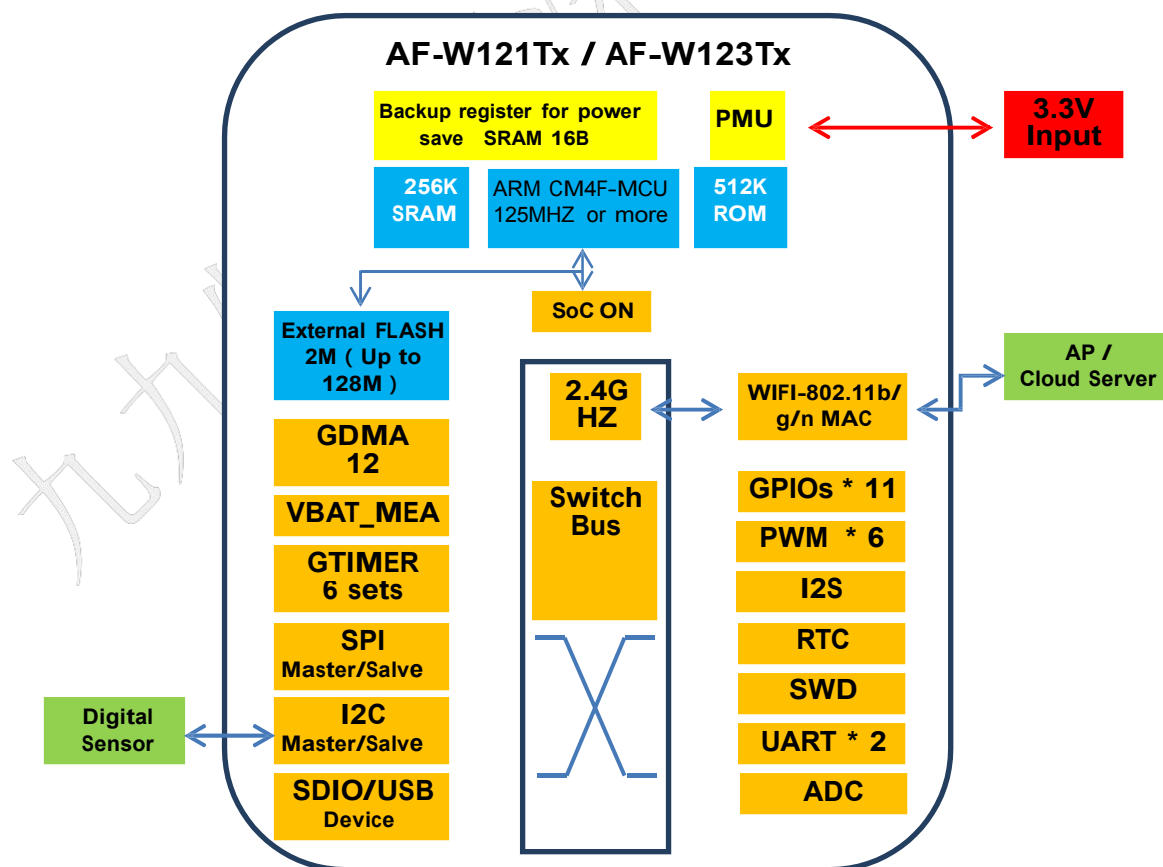 AF-W121Tx / AF-W123Tx
Backup register for power
save SRAM 16B
PMU
3.3V
Input
256K
SRAM
ARM CM4F-MCU
125MHZ or more
512K
ROM
SoC ON
External FLASH
2M ( Up to
128M )
2.4G
HZ
WIFI-802.11b/
g/n MAC
AP /
Cloud Server
GDMA
12
VBAT_MEA
GTIMER
6 sets
SPI
Master/Salve
I2C
Master/Salve
SDIO/USB
Device
Digital
Sensor
Switch
Bus
GPIOs * 11
PWM * 6
I2S
RTC
SWD
UART * 2
ADC